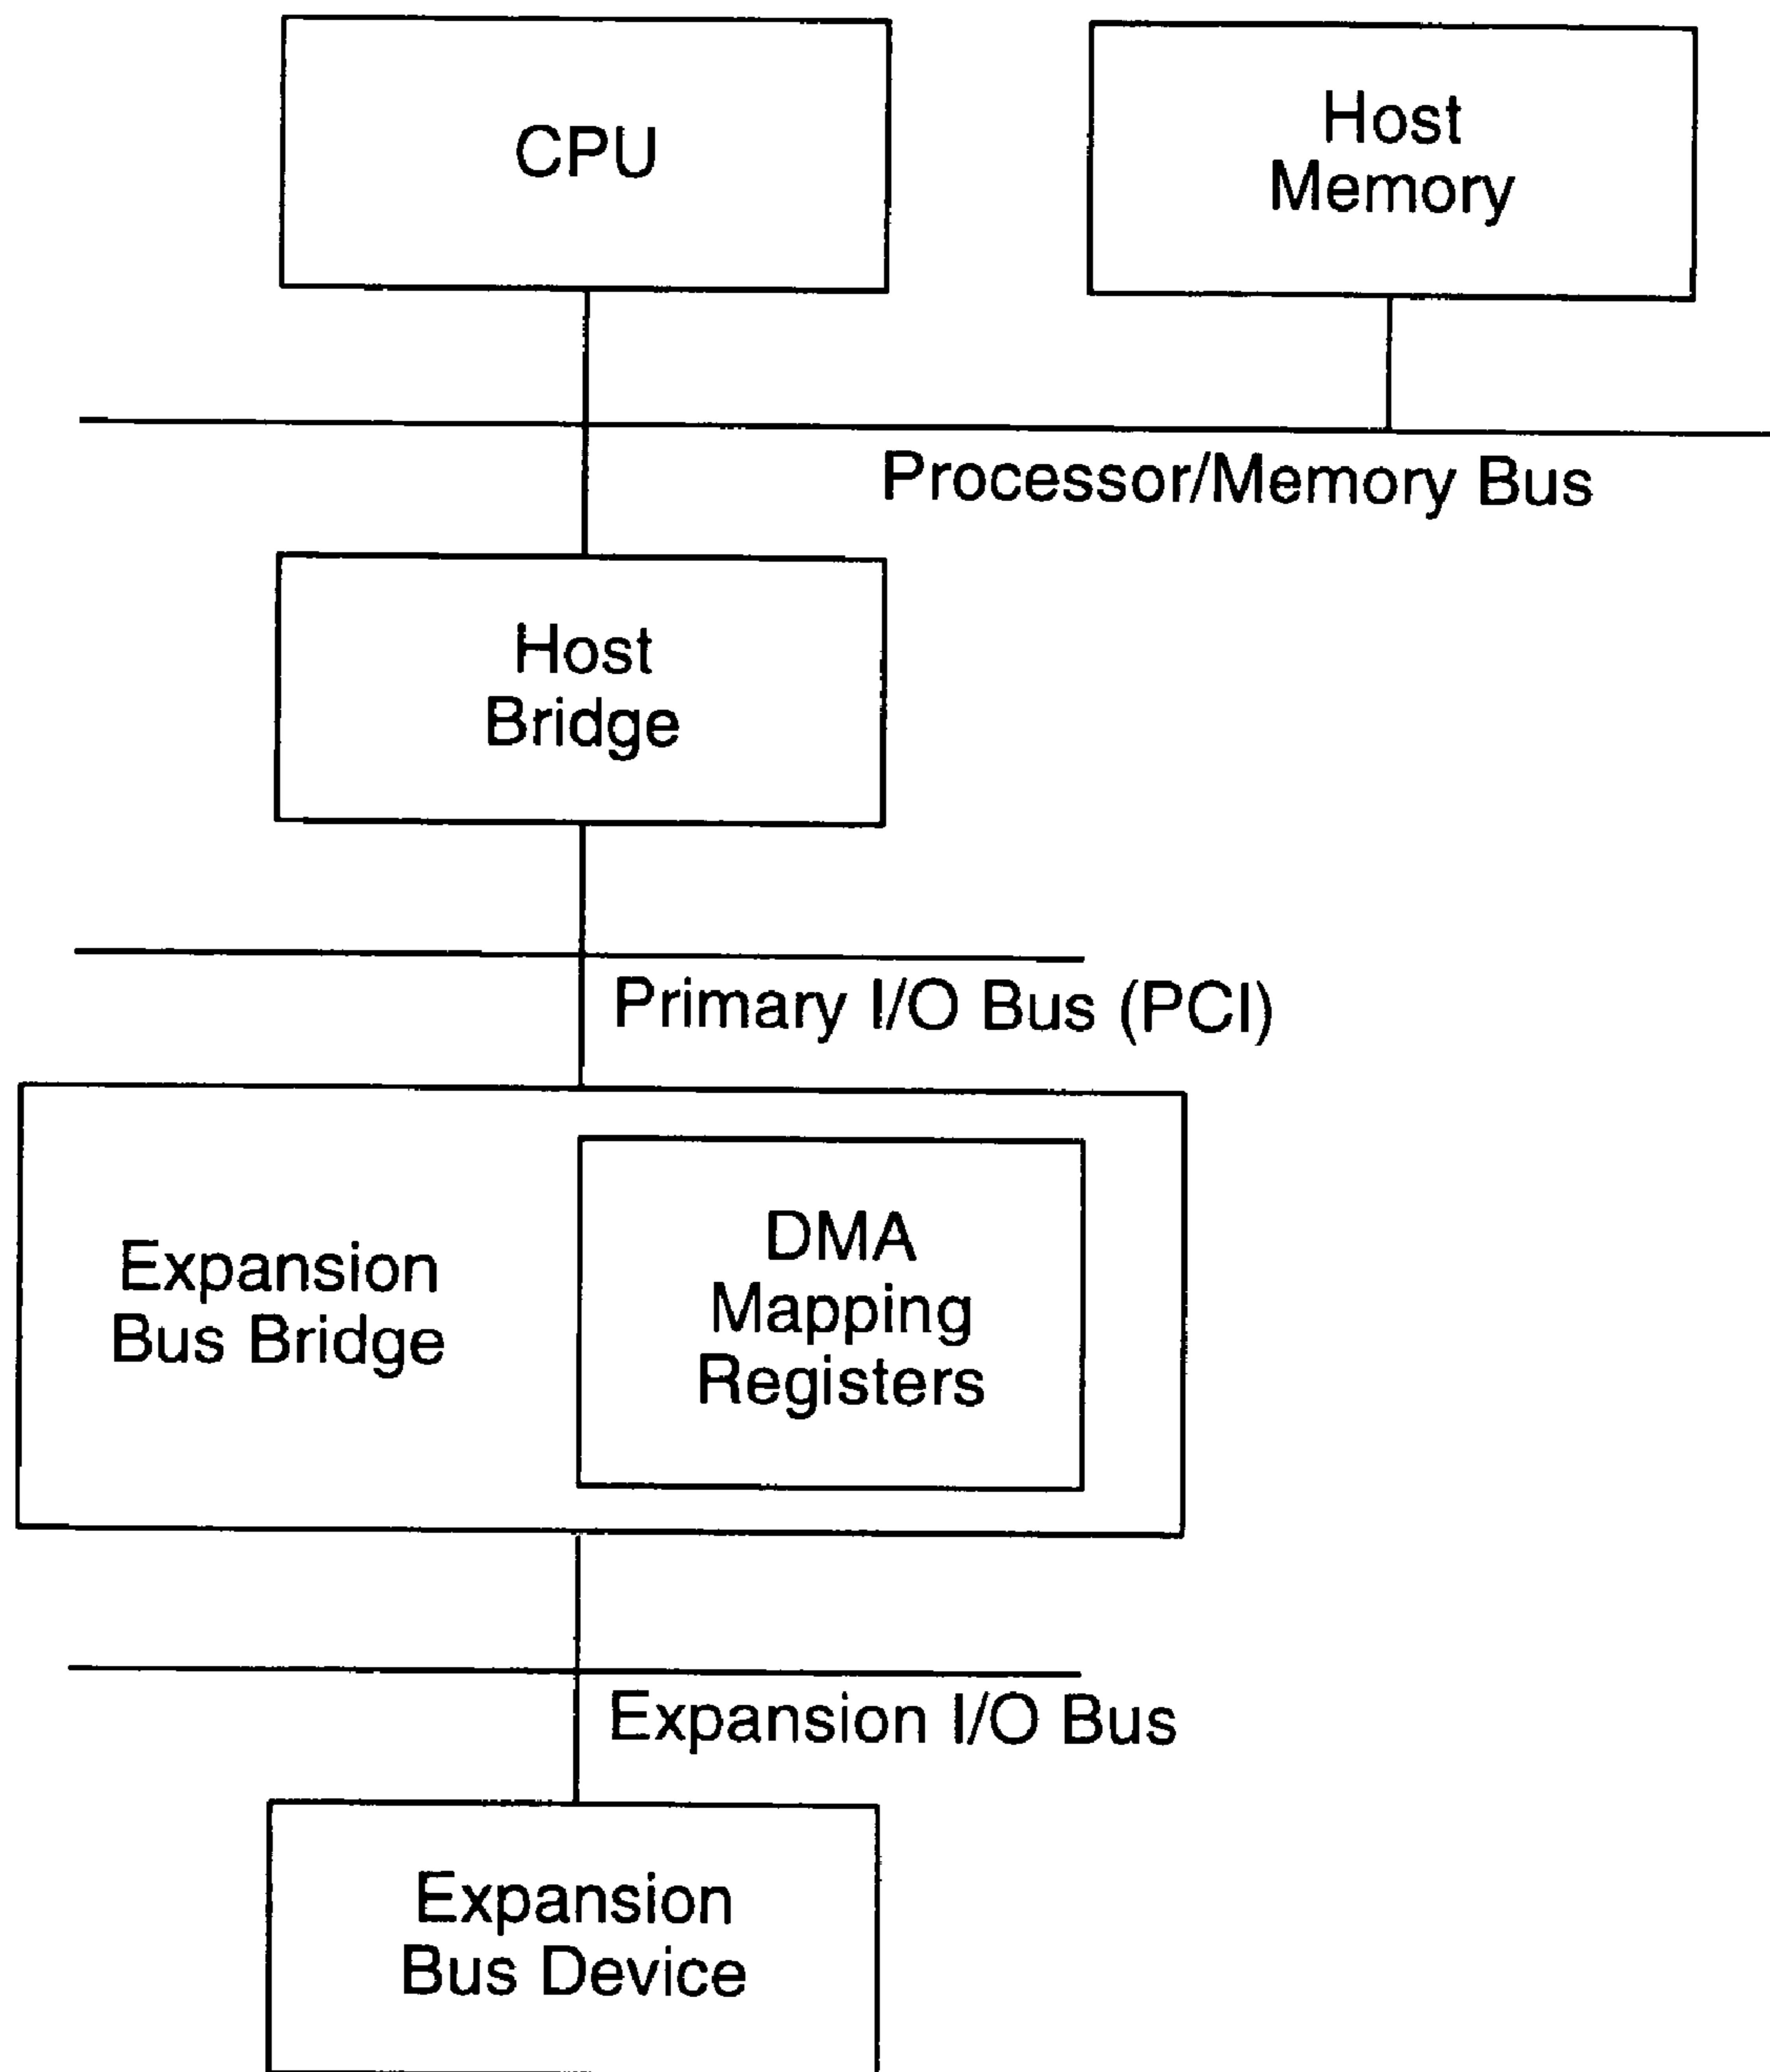 CPU
Host
Memory
Processor/Memory Bus
Host
Bridge
Primary I/O Bus (PCI)
Expansion
Bus Bridge
DMA
Mapping
Registers
Expansion I/O Bus
Expansion
Bus Device